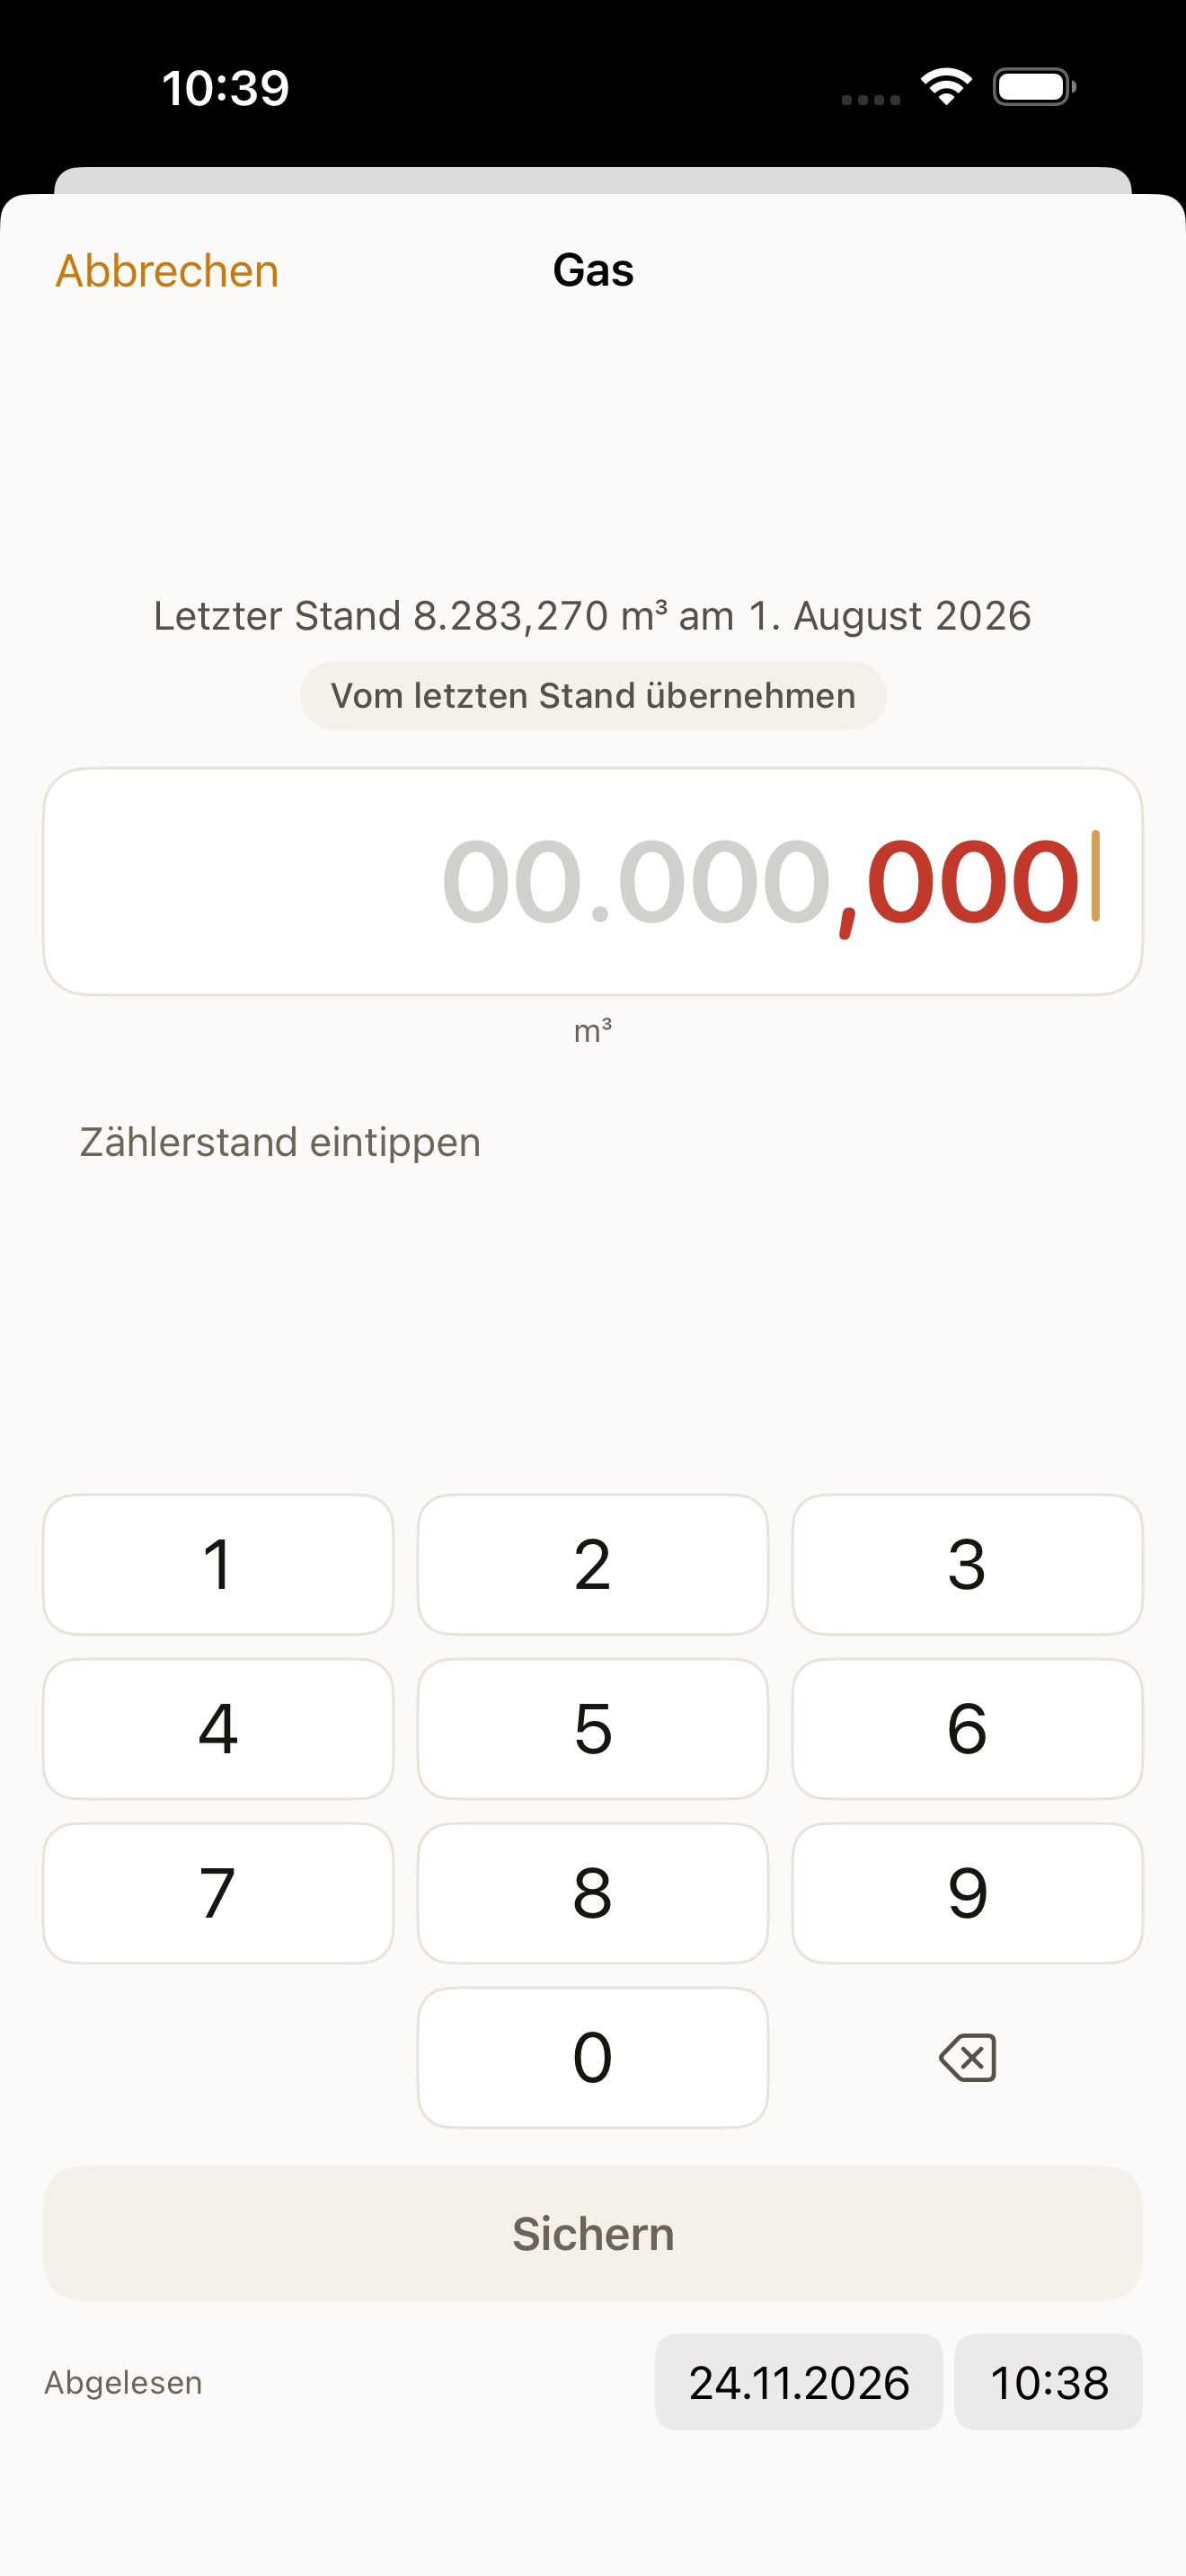 10:39
Abbrechen
Gas
Letzter Stand 8.283,270 m³ am 1. August 2026
Vom letzten Stand übernehmen
00.000,000
m³
Zählerstand eintippen
1 2 3
4 5 6
7 8 9
0
Sichern
Abgelesen 24.11.2026 10:38